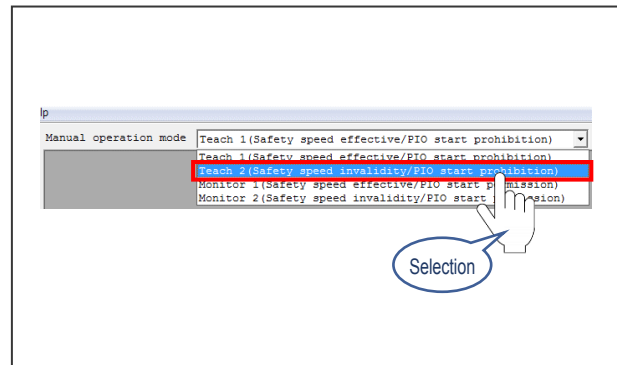 lp
Manual operation mode Teach 1(Safety speed effective/PIO start prohibition)
Teach 1(Safety speed effective/PIO start prohibition)
Teach 2(Safety speed invalidity/PIO start prohibition)
Monitor 1(Safety speed effective/PIO start p mission)
Monitor 2(Safety speed invalidity/PIO start ission)
Selection